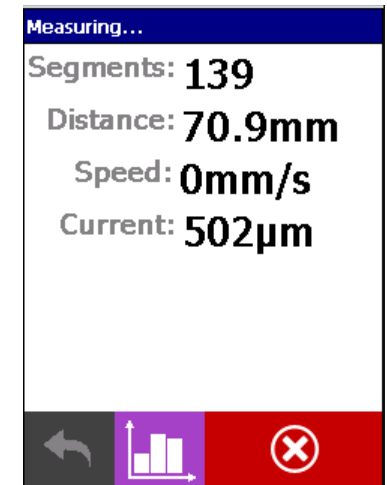 Measuring...
Segments: 139
Distance: 70.9mm
Speed: 0mm/s
Current: 502µm